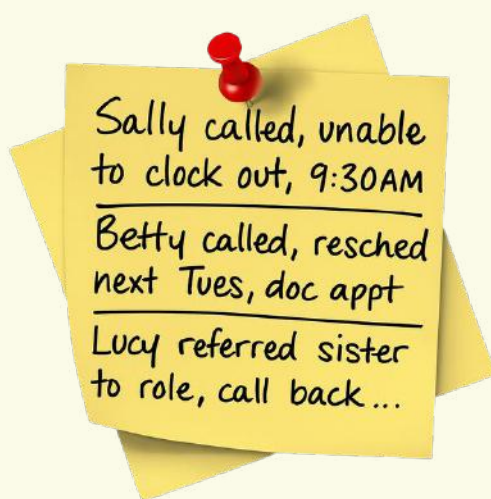 Sally called, unable
to clock out, 9:30AM
Betty called, resched
next Tues, doc appt
Lucy referred sister
to role, call back...